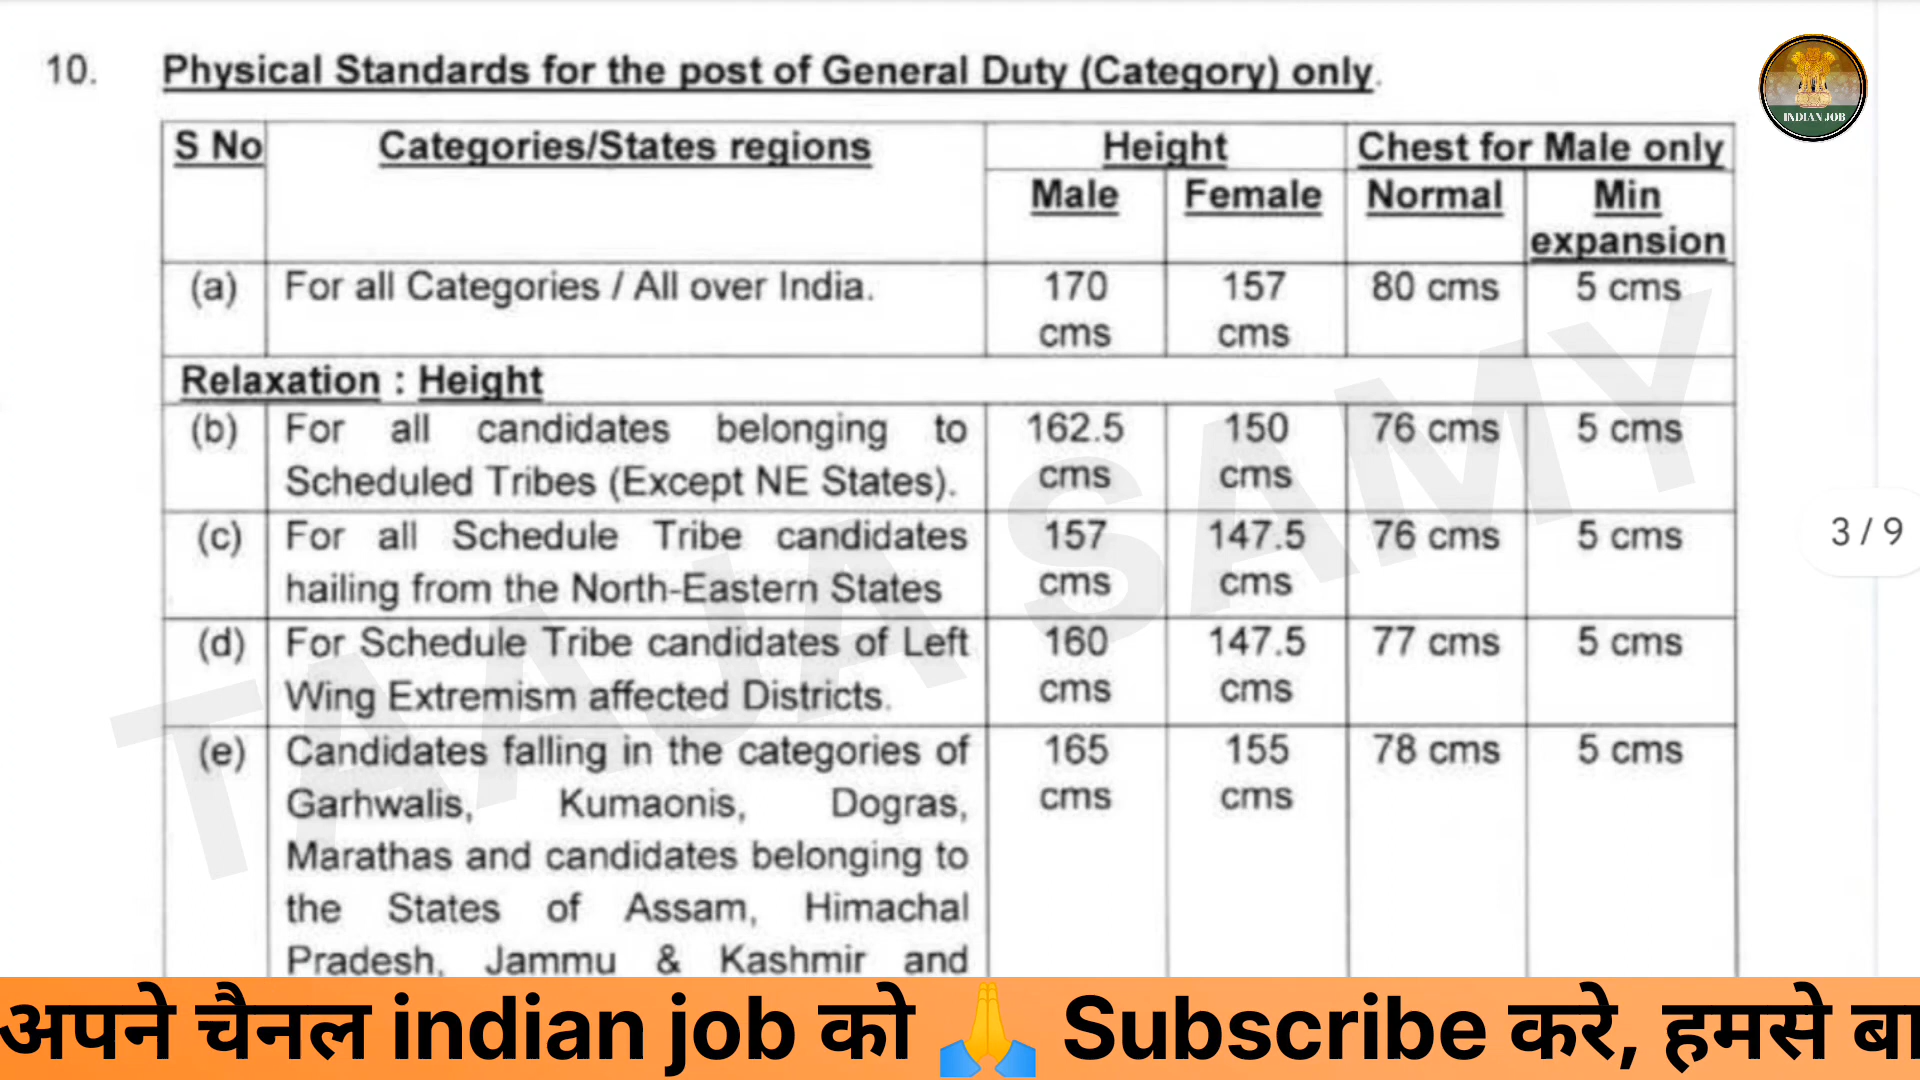 10. Physical Standards for the post of General Duty (Category) only.
S No Categories/States regions Height Chest for Male only
Male Female Normal Min
expansion
(a) For all Categories / All over India. 170 157 80 cms 5 cms
cms cms
Relaxation : Height
(b) For all candidates belonging to 162.5 150 76 cms 5 cms
Scheduled Tribes (Except NE States). cms cms
(c) For all Schedule Tribe candidates 157 147.5 76 cms 5 cms
hailing from the North-Eastern States cms cms
(d) For Schedule Tribe candidates of Left 160 147.5 77 cms 5 cms
Wing Extremism affected Districts. cms cms
(e) Candidates falling in the categories of 165 155 78 cms 5 cms
Garhwalis, Kumaonis, Dogras, cms cms
Marathas and candidates belonging to
the States of Assam, Himachal
Pradesh, Jammu & Kashmir and
TAAJA SAMY
INDIAN JOB
3 / 9
अपने चैनल indian job को 🙏 Subscribe करे, हमसे बा